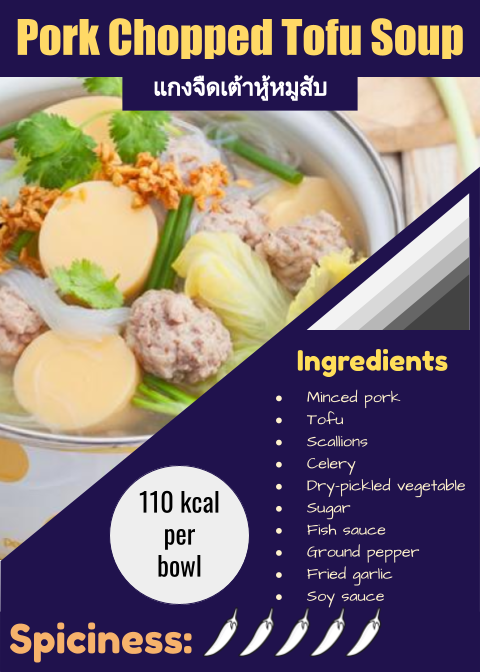 Pork Chopped Tofu Soup
แกงจืดเต้าหู้หมูสับ
Ingredients
Minced pork
Tofu
Scallions
Celery
Dry-pickled vegetable
Sugar
Fish sauce
Ground pepper
Fried garlic
Soy sauce
110 kcal
per
bowl
Spiciness: